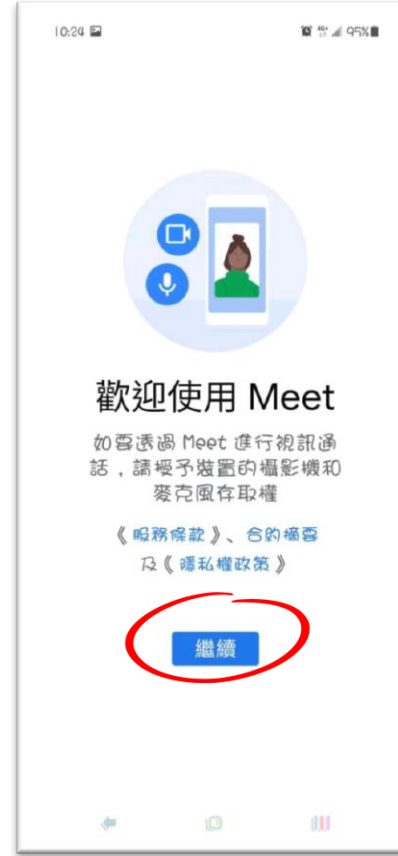 10:24 95%
歡迎使用 Meet
如要透過 Meet 進行視訊通
話，請授予裝置的攝影機和
麥克風存取權
《服務條款》、合約摘要
及《隱私權政策》
繼續